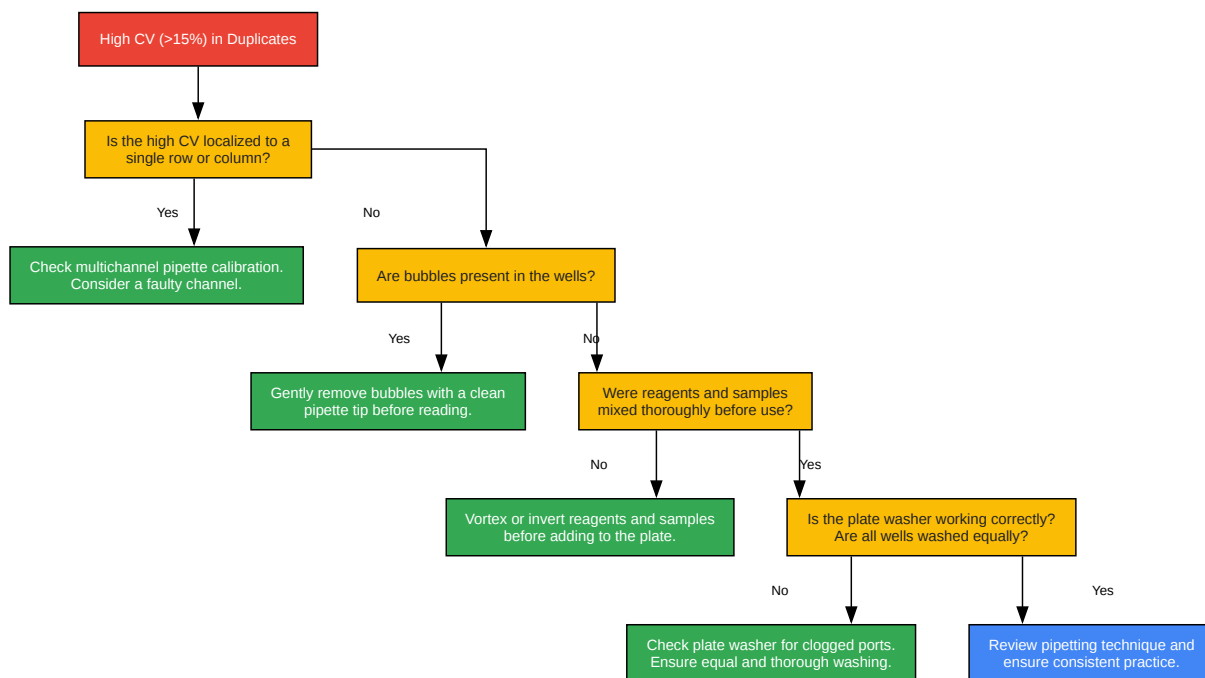 High CV (>15%) in Duplicates
Is the high CV localized to a
single row or column?
Yes
No
Check multichannel pipette calibration.
Consider a faulty channel.
Are bubbles present in the wells?
Yes
No
Gently remove bubbles with a clean
pipette tip before reading.
Were reagents and samples
mixed thoroughly before use?
No
Yes
Vortex or invert reagents and samples
before adding to the plate.
Is the plate washer working correctly?
Are all wells washed equally?
No
Yes
Check plate washer for clogged ports.
Ensure equal and thorough washing.
Review pipetting technique and
ensure consistent practice.